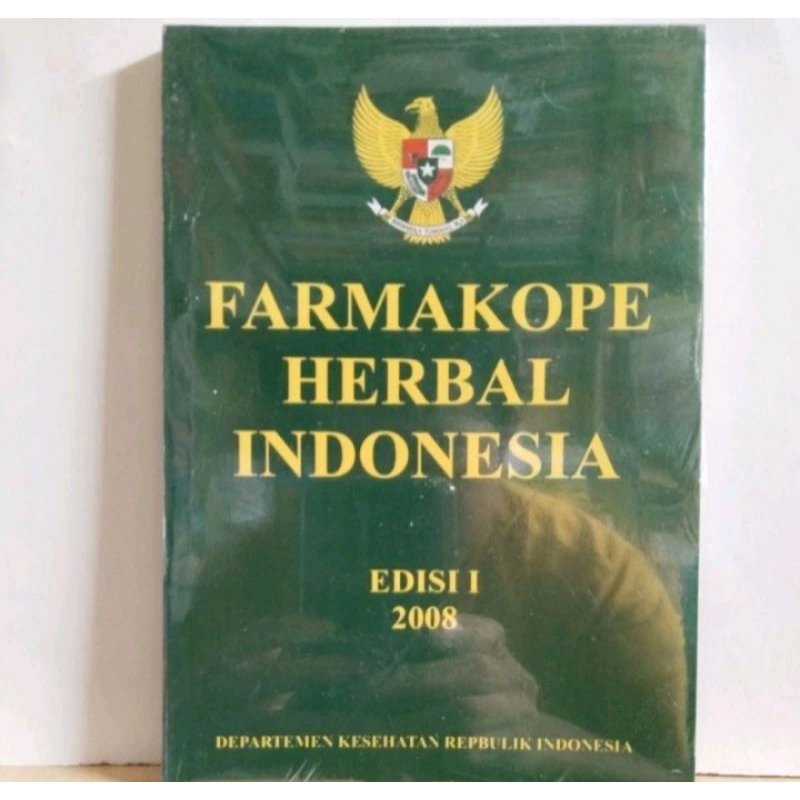 FARMAKOPE
HERBAL
INDONESIA
EDISI I
2008
DEPARTEMEN KESEHATAN REPBULIK INDONESIA